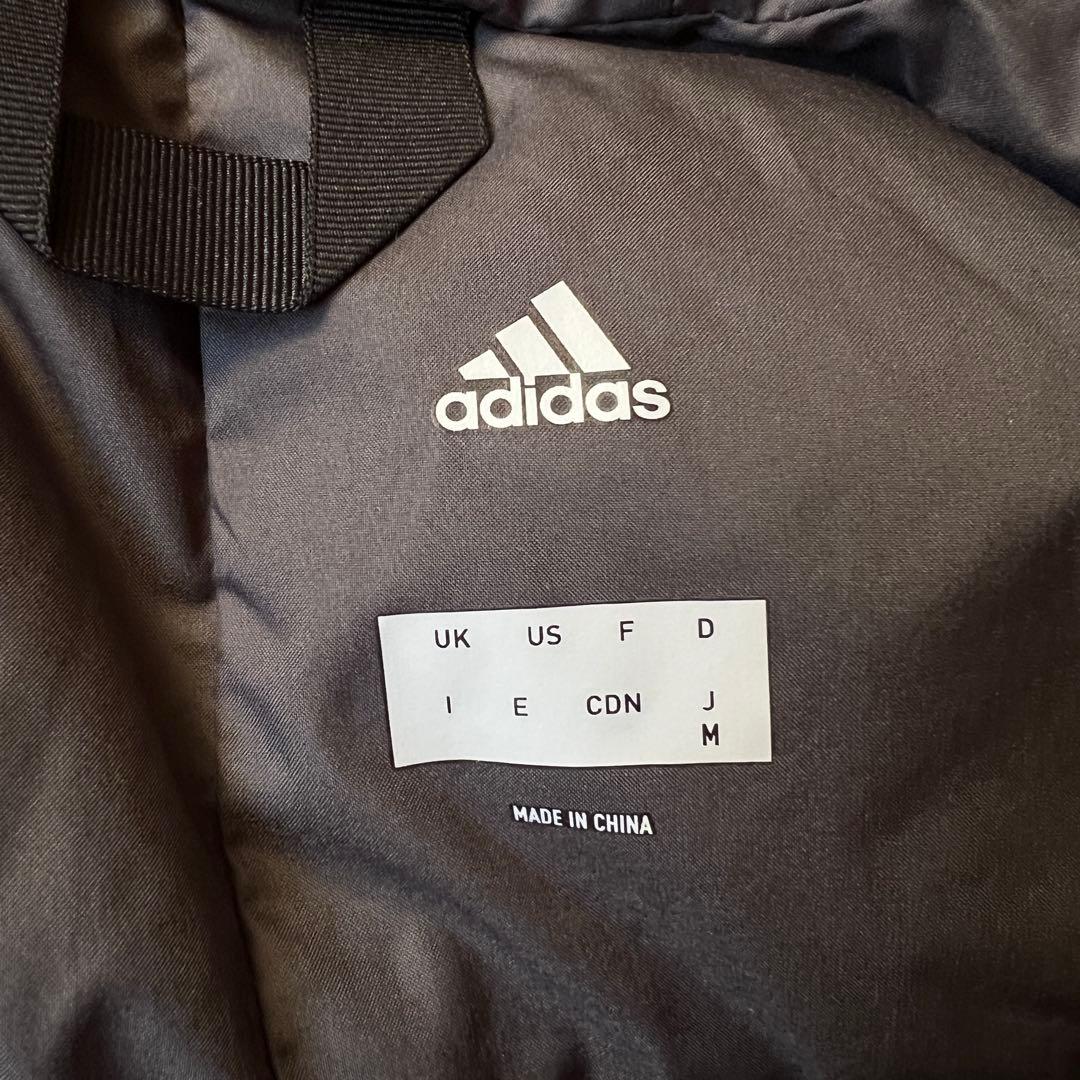 adidas
UK US F D
I E CDN J
M
MADE IN CHINA